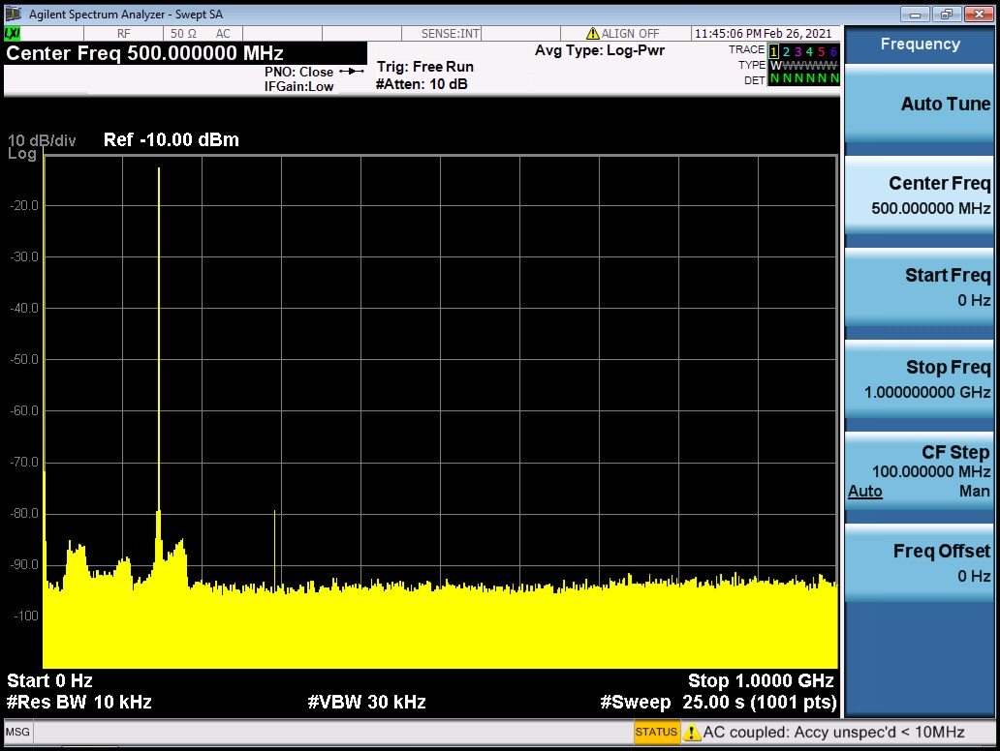 Agilent Spectrum Analyzer - Swept SA
LXI
RF
50 Ω
AC
SENSE:INT
ALIGN OFF
11:45:06 PM Feb 26, 2021
Center Freq 500.000000 MHz
PNO: Close
IFGain:Low
Trig: Free Run
#Atten: 10 dB
Avg Type: Log-Pwr
TRACE 1 2 3 4 5 6
TYPE W W W W W W
DET N N N N N N
10 dB/div
Log
Ref -10.00 dBm
-20.0
-30.0
-40.0
-50.0
-60.0
-70.0
-80.0
-90.0
-100
Start 0 Hz
Stop 1.0000 GHz
#Res BW 10 kHz
#VBW 30 kHz
#Sweep 25.00 s (1001 pts)
MSG
STATUS
AC coupled: Accy unspec'd < 10MHz
Frequency
Auto Tune
Center Freq
500.000000 MHz
Start Freq
0 Hz
Stop Freq
1.000000000 GHz
CF Step
100.000000 MHz
Auto Man
Freq Offset
0 Hz